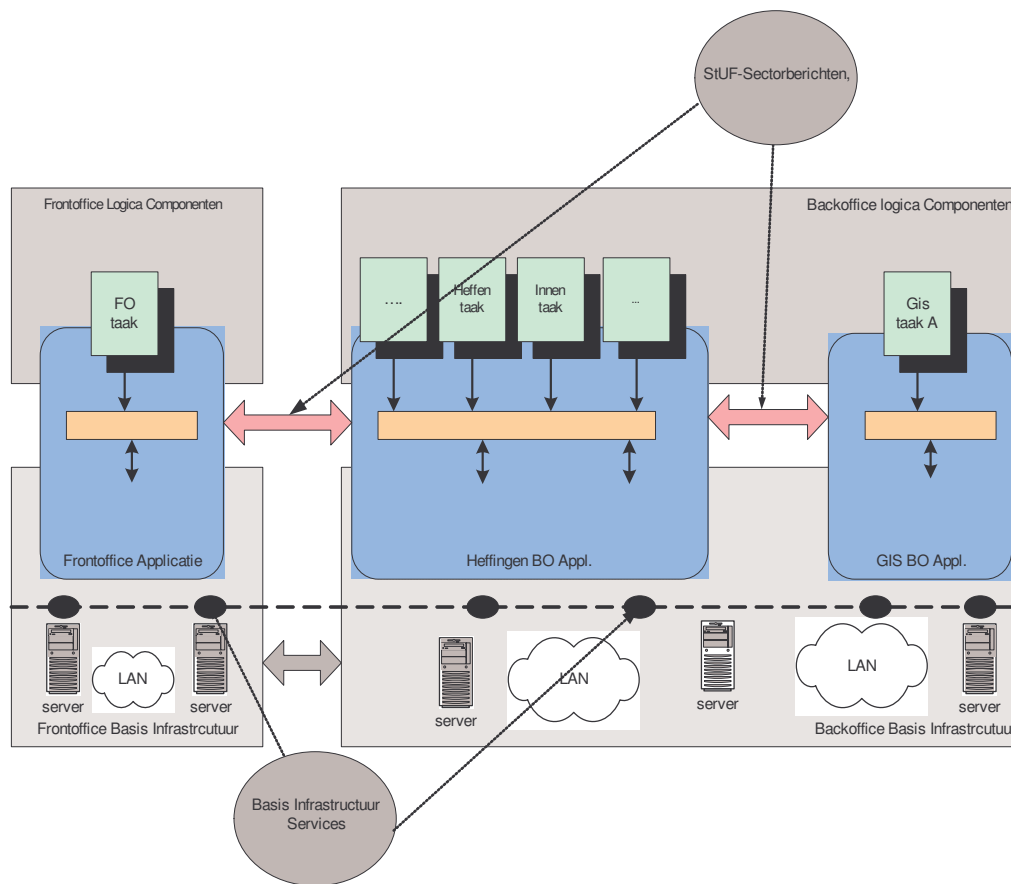 StUF-Sectorberichten,
Frontoffice Logica Componenten
Backoffice logica Componenten
FO
taak
....
Heffen
taak
Innen
taak
...
Gis
taak A
Frontoffice Applicatie
Heffingen BO Appl.
GIS BO Appl.
LAN
LAN
LAN
server
server
server
server
server
Frontoffice Basis Infrastrcutuur
Backoffice Basis Infrastrcutuur
Basis Infrastructuur
Services